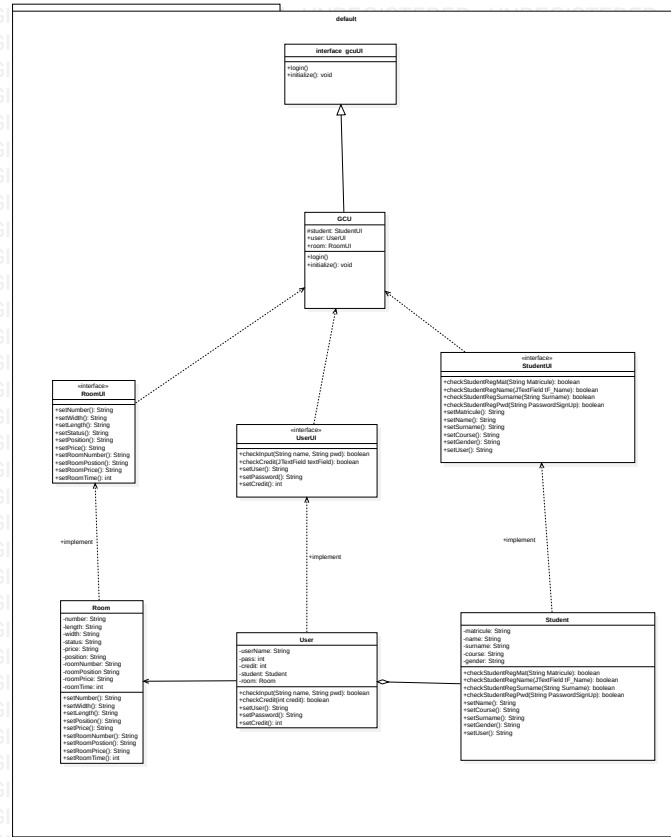 default
interface gcuUI
+login()
+initialize(): void
GCU
#student: StudentUI
+user: UserUI
+room: RoomUI
+login()
+initialize(): void
«interface»
StudentUI
+checkStudentRegMat(String Matricule): boolean
+checkStudentRegName(JTextField tF_Name): boolean
+checkStudentRegSurname(String Surname): boolean
+checkStudentRegPwd(String PasswordSignUp): boolean
+setMatricule(): String
+setName(): String
+setSurname(): String
+setCourse(): String
+setGender(): String
+setUser(): String
«interface»
RoomUI
+setNumber(): String
+setWidth(): String
+setLength(): String
+setStatus(): String
+setPosition(): String
+setPrice(): String
+setRoomNumber(): String
+setRoomPostion(): String
+setRoomPrice(): String
+setRoomTime(): int
«interface»
UserUI
+checkInput(String name, String pwd): boolean
+checkCredit(JTextField textField): boolean
+setUser(): String
+setPassword(): String
+setCredit(): int
+implement
+implement
+implement
Room
-number: String
-length: String
-width: String
-status: String
-price: String
-position: String
-roomNumber: String
-roomPostion: String
-roomPrice: String
-roomTime: int
+setNumber(): String
+setWidth(): String
+setLength(): String
+setPosition(): String
+setPrice(): String
+setRoomNumber(): String
+setRoomPostion(): String
+setRoomPrice(): String
+setRoomTime(): int
User
-userName: String
-pass: int
-credit: int
-student: Student
-room: Room
+checkInput(String name, String pwd): boolean
+checkCredit(int credit): boolean
+setUser(): String
+setPassword(): String
+setCredit(): int
Student
-matricule: String
-name: String
-surname: String
-course: String
-gender: String
+checkStudentRegMat(String Matricule): boolean
+checkStudentRegName(JTextField tF_Name): boolean
+checkStudentRegSurname(String Surname): boolean
+checkStudentRegPwd(String PasswordSignUp): boolean
+setName(): String
+setCourse(): String
+setSurname(): String
+setGender(): String
+setUser(): String